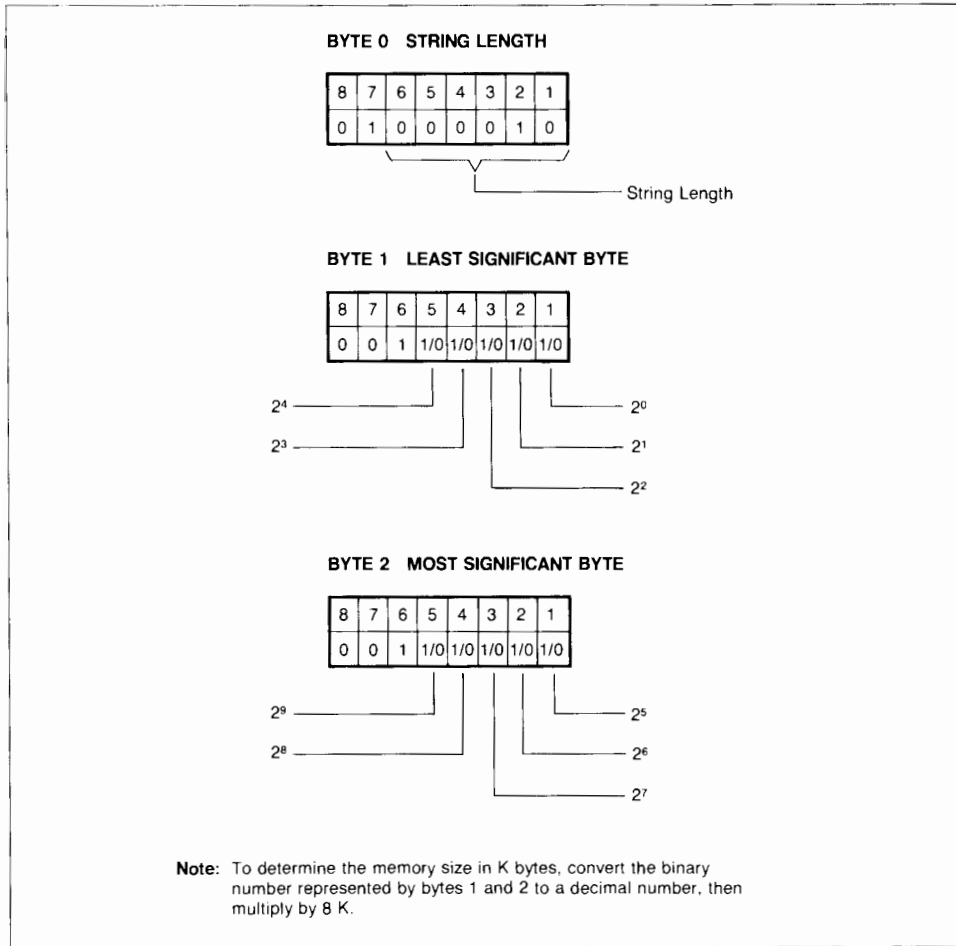 BYTE 0 STRING LENGTH
8 7 6 5 4 3 2 1
0 1 0 0 0 0 1 0
String Length
BYTE 1 LEAST SIGNIFICANT BYTE
8 7 6 5 4 3 2 1
0 0 1 1/0 1/0 1/0 1/0 1/0
2⁴ 2⁰
2³ 2¹
2²
BYTE 2 MOST SIGNIFICANT BYTE
8 7 6 5 4 3 2 1
0 0 1 1/0 1/0 1/0 1/0 1/0
2⁹ 2⁵
2⁸ 2⁶
2⁷
Note: To determine the memory size in K bytes, convert the binary
number represented by bytes 1 and 2 to a decimal number, then
multiply by 8 K.